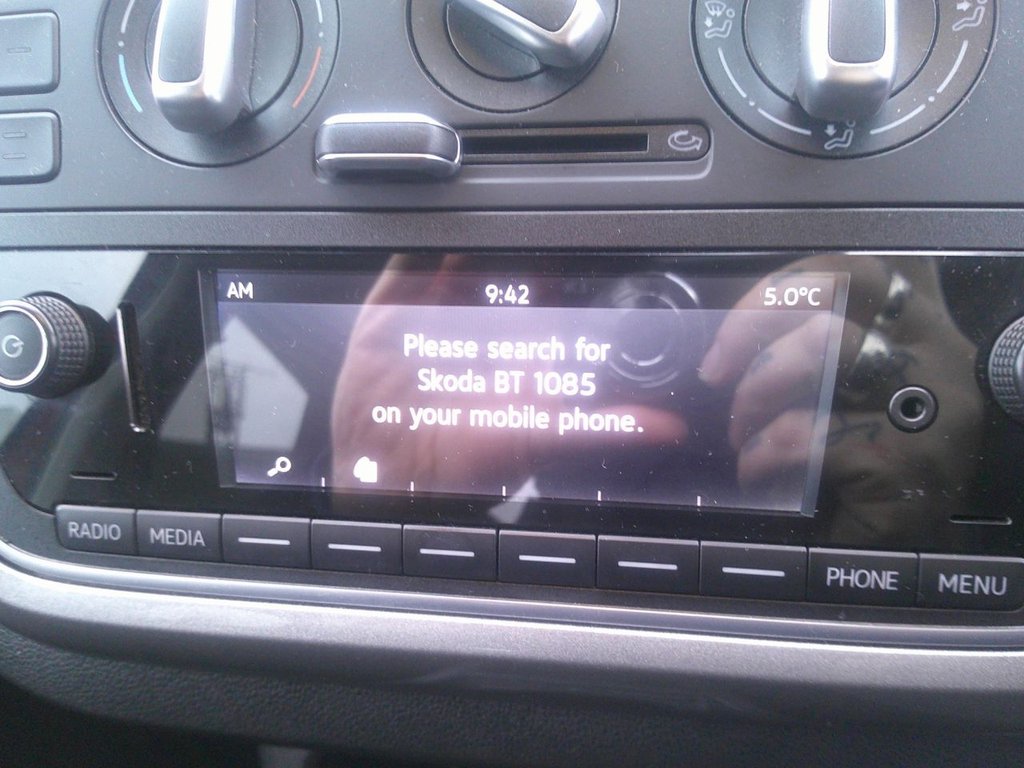 AM 9:42 5.0°C
Please search for
Skoda BT 1085
on your mobile phone.
RADIO MEDIA PHONE MENU